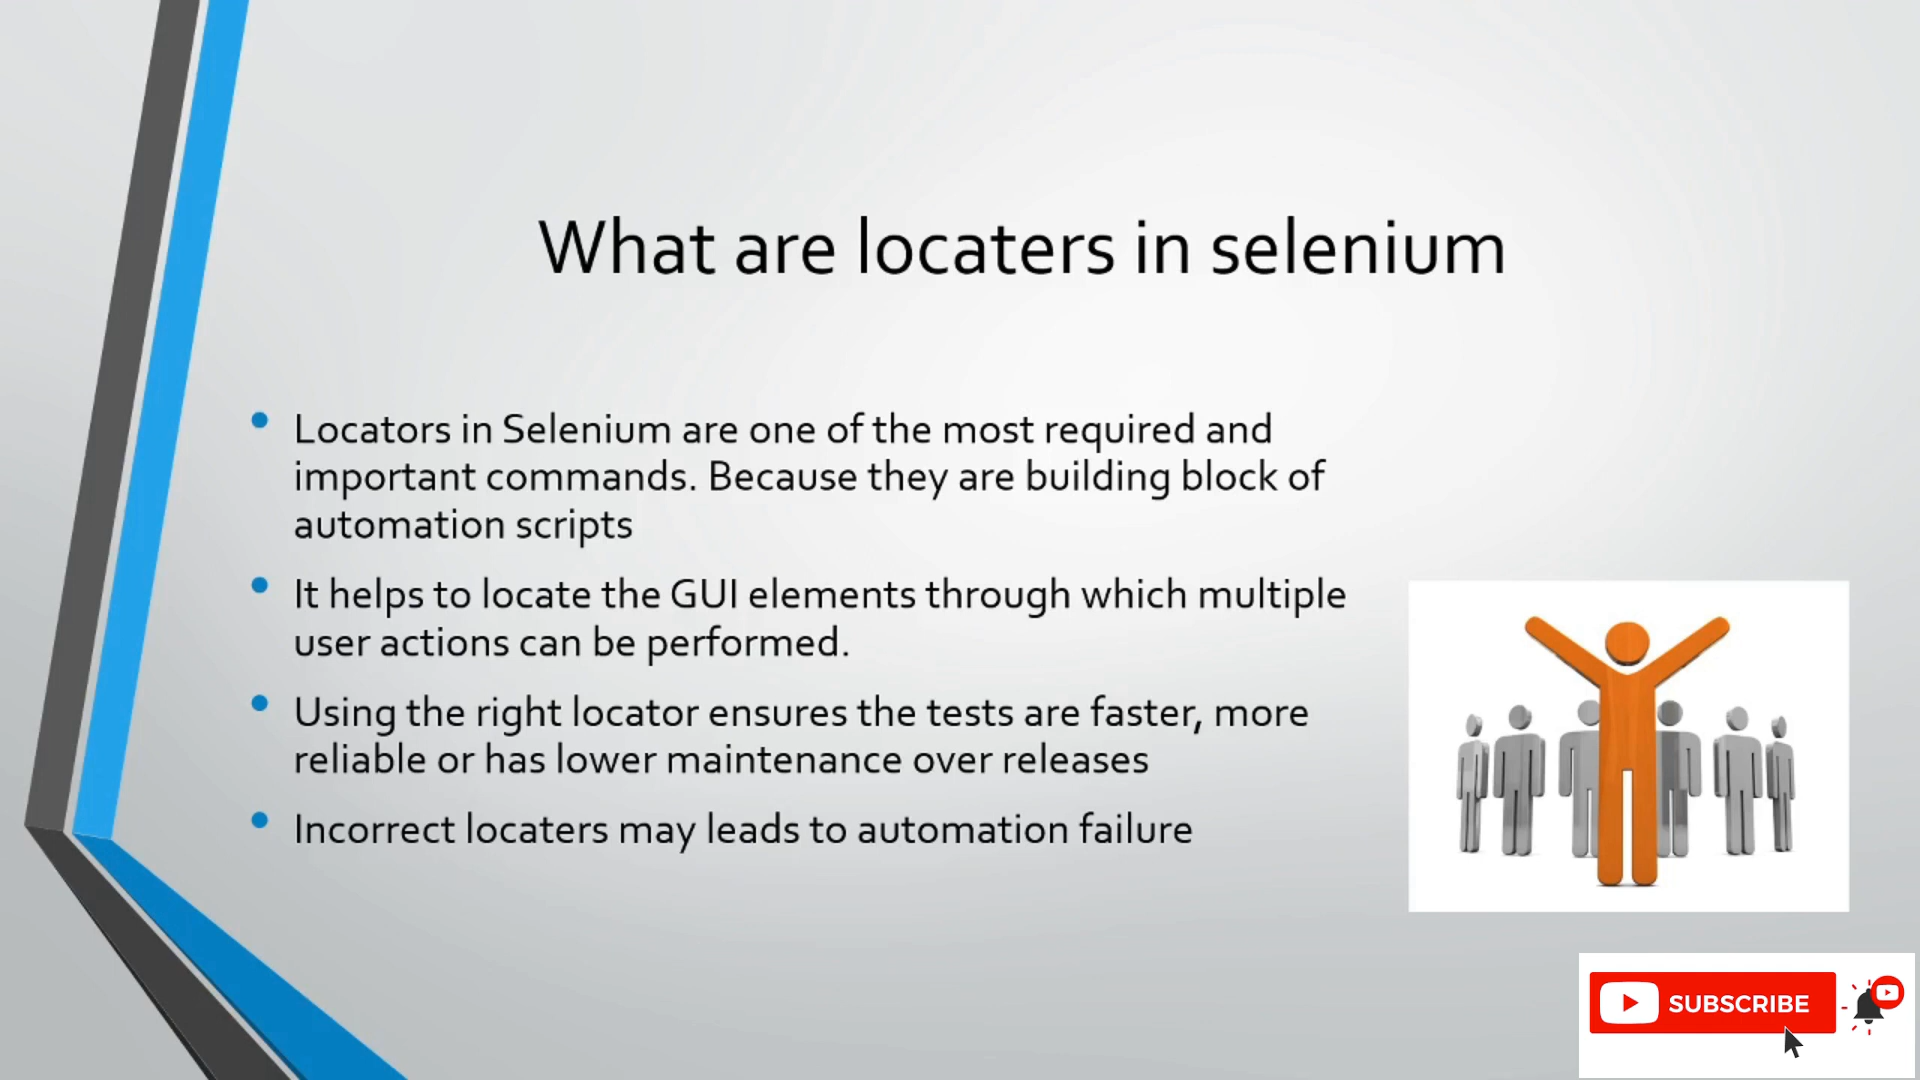 What are locaters in selenium
Locators in Selenium are one of the most required and
important commands. Because they are building block of
automation scripts
It helps to locate the GUI elements through which multiple
user actions can be performed.
Using the right locator ensures the tests are faster, more
reliable or has lower maintenance over releases
Incorrect locaters may leads to automation failure
SUBSCRIBE